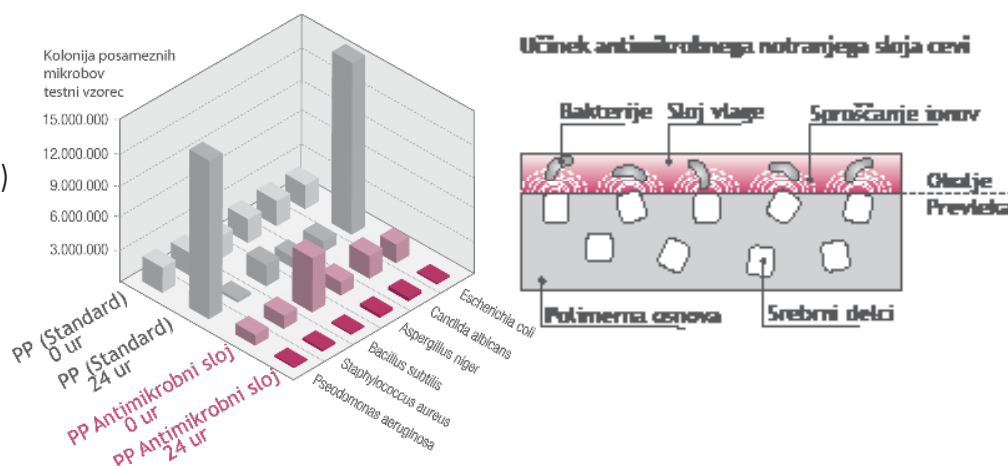 Kolonija posameznih
mikrobov
testni vzorec
15.000.000
12.000.000
9.000.000
6.000.000
3.000.000
)
PP (Standard)
0 ur
PP (Standard)
24 ur
PP Antimikrobni sloj
0 ur
PP Antimikrobni sloj
24 ur
Escherichia coli
Candida albicans
Aspergillus niger
Bacillus subtilis
Staphylococcus aureus
Pseodomonas aeruginosa
Učinek antimikrobnega notranjega sloja cevi
Bakterije
Sloj vlage
Sproščanje ionov
Okolje
Prevleka
Polimerna osnova
Srebrni delci